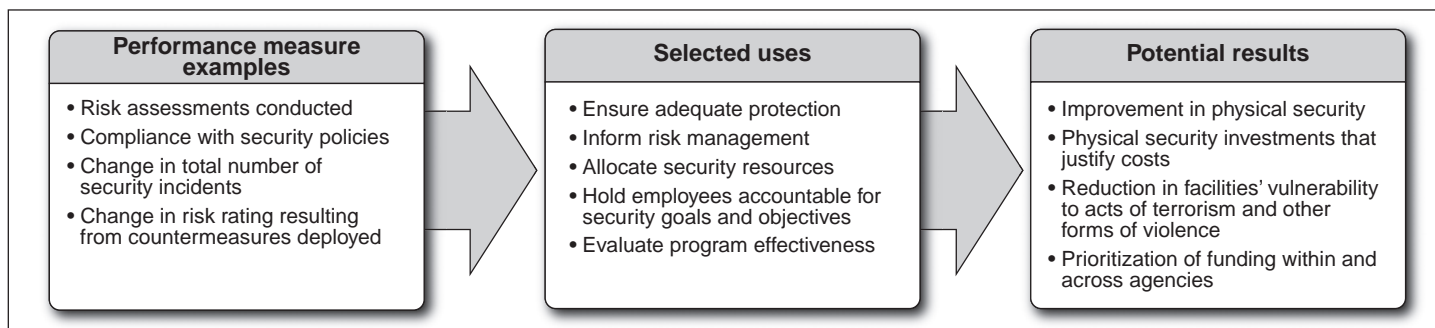 Performance measure
examples
• Risk assessments conducted
• Compliance with security policies
• Change in total number of
security incidents
• Change in risk rating resulting
from countermeasures deployed
Selected uses
• Ensure adequate protection
• Inform risk management
• Allocate security resources
• Hold employees accountable for
security goals and objectives
• Evaluate program effectiveness
Potential results
• Improvement in physical security
• Physical security investments that
justify costs
• Reduction in facilities’ vulnerability
to acts of terrorism and other
forms of violence
• Prioritization of funding within and
across agencies